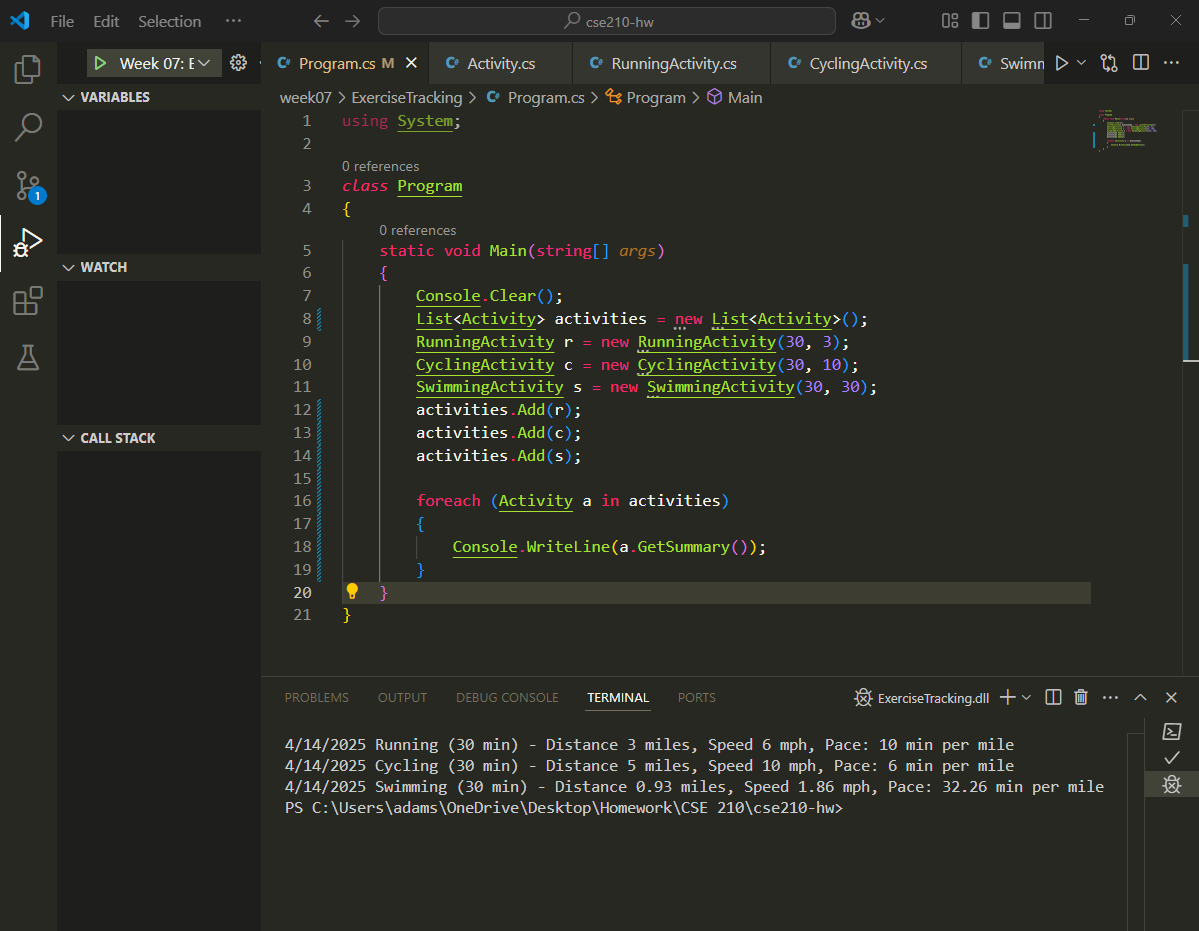 File Edit Selection ··· cse210-hw
Week 07: E
Program.cs M Activity.cs RunningActivity.cs CyclingActivity.cs Swimm
VARIABLES
WATCH
CALL STACK
1
week07 > ExerciseTracking > Program.cs > Program > Main
1 using System;
2
0 references
3 class Program
4 {
0 references
5 static void Main(string[] args)
6 {
7 Console.Clear();
8 List<Activity> activities = new List<Activity>();
9 RunningActivity r = new RunningActivity(30, 3);
10 CyclingActivity c = new CyclingActivity(30, 10);
11 SwimmingActivity s = new SwimmingActivity(30, 30);
12 activities.Add(r);
13 activities.Add(c);
14 activities.Add(s);
15
16 foreach (Activity a in activities)
17 {
18 Console.WriteLine(a.GetSummary());
19 }
20 }
21 }
PROBLEMS OUTPUT DEBUG CONSOLE TERMINAL PORTS ExerciseTracking.dll
4/14/2025 Running (30 min) - Distance 3 miles, Speed 6 mph, Pace: 10 min per mile
4/14/2025 Cycling (30 min) - Distance 5 miles, Speed 10 mph, Pace: 6 min per mile
4/14/2025 Swimming (30 min) - Distance 0.93 miles, Speed 1.86 mph, Pace: 32.26 min per mile
PS C:\Users\adams\OneDrive\Desktop\Homework\CSE 210\cse210-hw>